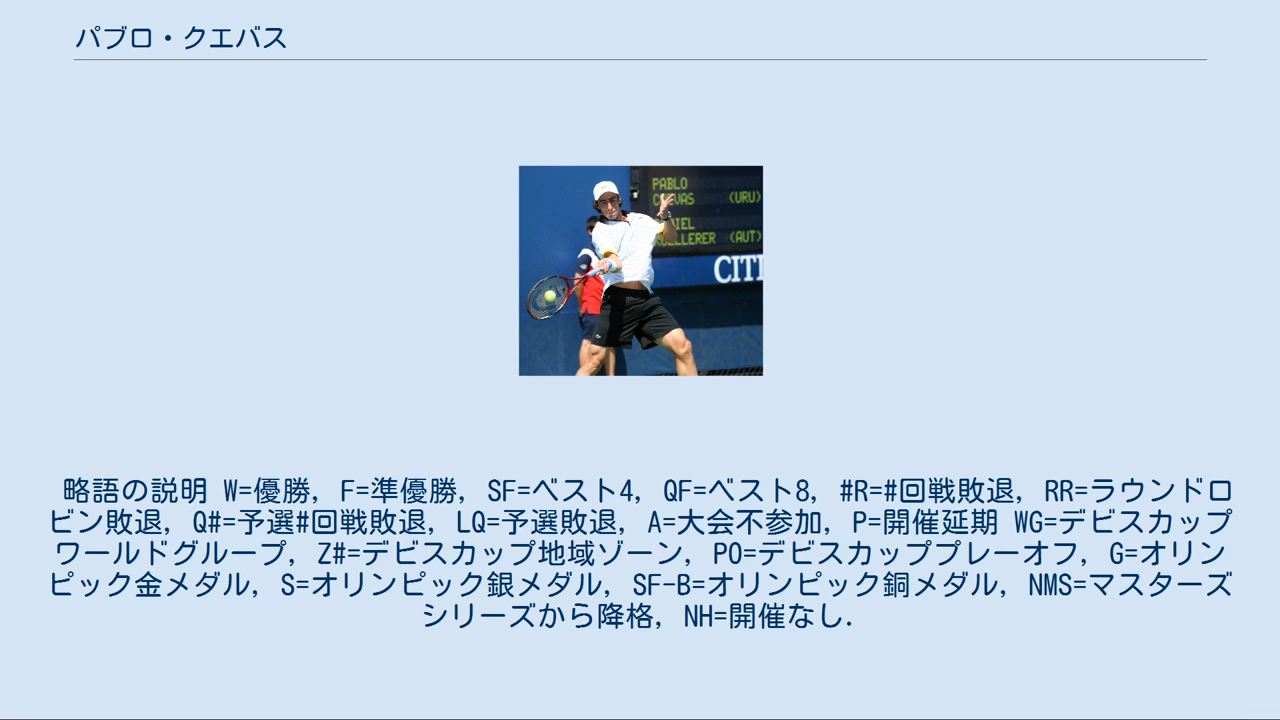 パブロ・クエバス
PABLO
(URU)
(AUT)
略語の説明 W=優勝, F=準優勝, SF=ベスト4, QF=ベスト8, #R=#回戦敗退, RR=ラウンドロ
ビン敗退, Q#=予選#回戦敗退, LQ=予選敗退, A=大会不参加, P=開催延期 WG=デビスカップ
ワールドグループ, Z#=デビスカップ地域ゾーン, PO=デビスカッププレーオフ, G=オリン
ピック金メダル, S=オリンピック銀メダル, SF-B=オリンピック銅メダル, NMS=マスターズ
シリーズから降格, NH=開催なし.